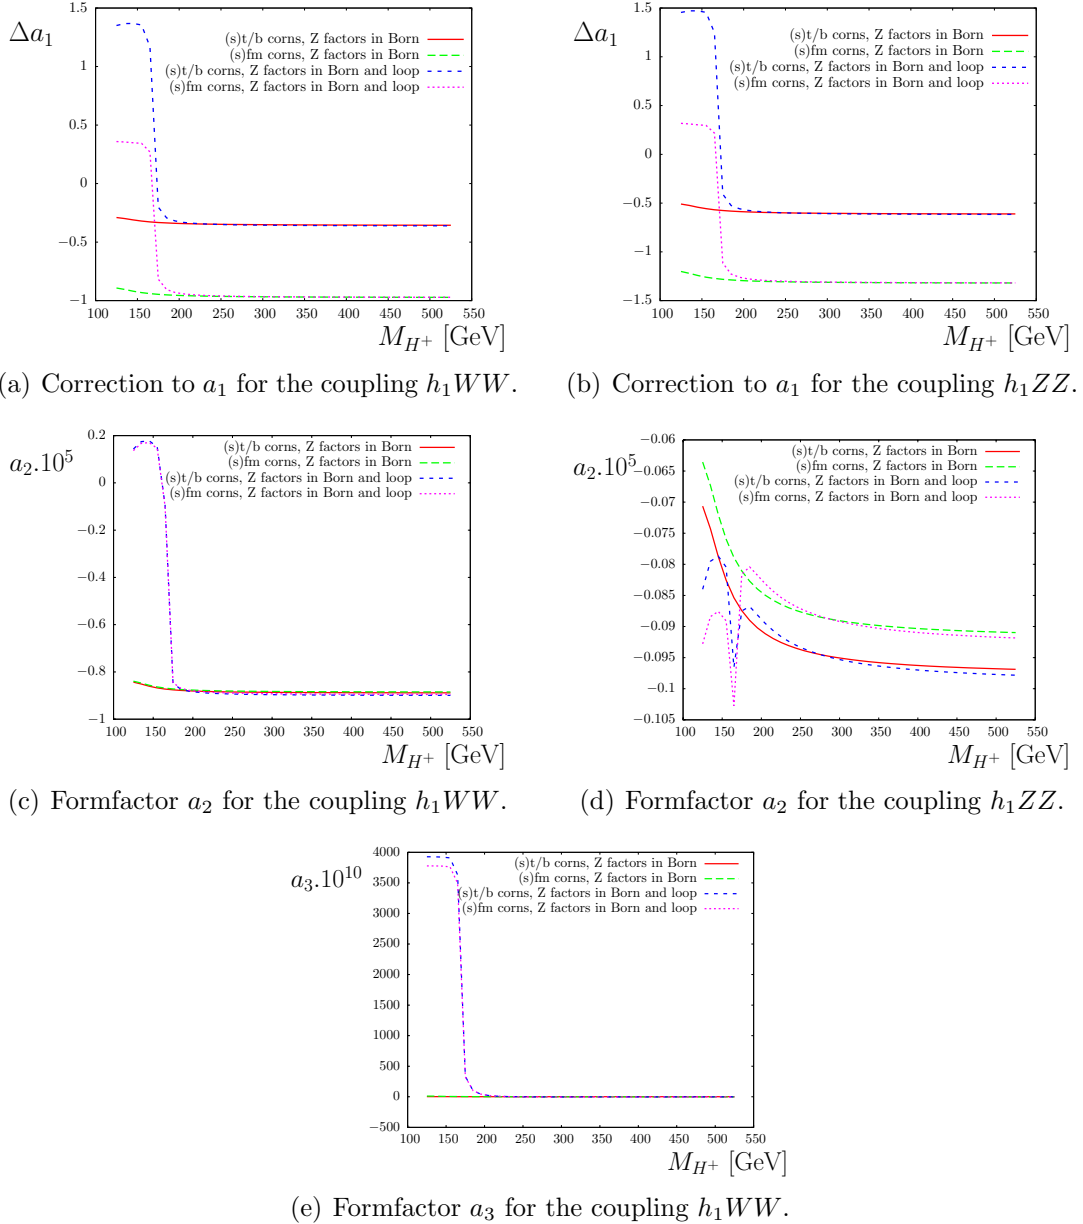 Δa₁
1.5
1
0.5
0
−0.5
−1
(s)t/b corns, Z factors in Born
(s)fm corns, Z factors in Born
(s)t/b corns, Z factors in Born and loop
(s)fm corns, Z factors in Born and loop
100 150 200 250 300 350 400 450 500 550
M_{H⁺} [GeV]
(a) Correction to a₁ for the coupling h₁WW.
Δa₁
1.5
1
0.5
0
−0.5
−1
−1.5
(s)t/b corns, Z factors in Born
(s)fm corns, Z factors in Born
(s)t/b corns, Z factors in Born and loop
(s)fm corns, Z factors in Born and loop
100 150 200 250 300 350 400 450 500 550
M_{H⁺} [GeV]
(b) Correction to a₁ for the coupling h₁ZZ.
a₂.10⁵
0.2
0
−0.2
−0.4
−0.6
−0.8
−1
(s)t/b corns, Z factors in Born
(s)fm corns, Z factors in Born
(s)t/b corns, Z factors in Born and loop
(s)fm corns, Z factors in Born and loop
100 150 200 250 300 350 400 450 500 550
M_{H⁺} [GeV]
(c) Formfactor a₂ for the coupling h₁WW.
a₂.10⁵
−0.06
−0.065
−0.07
−0.075
−0.08
−0.085
−0.09
−0.095
−0.1
−0.105
(s)t/b corns, Z factors in Born
(s)fm corns, Z factors in Born
(s)t/b corns, Z factors in Born and loop
(s)fm corns, Z factors in Born and loop
100 150 200 250 300 350 400 450 500 550
M_{H⁺} [GeV]
(d) Formfactor a₂ for the coupling h₁ZZ.
a₃.10¹⁰
4000
3500
3000
2500
2000
1500
1000
500
0
−500
(s)t/b corns, Z factors in Born
(s)fm corns, Z factors in Born
(s)t/b corns, Z factors in Born and loop
(s)fm corns, Z factors in Born and loop
100 150 200 250 300 350 400 450 500 550
M_{H⁺} [GeV]
(e) Formfactor a₃ for the coupling h₁WW.